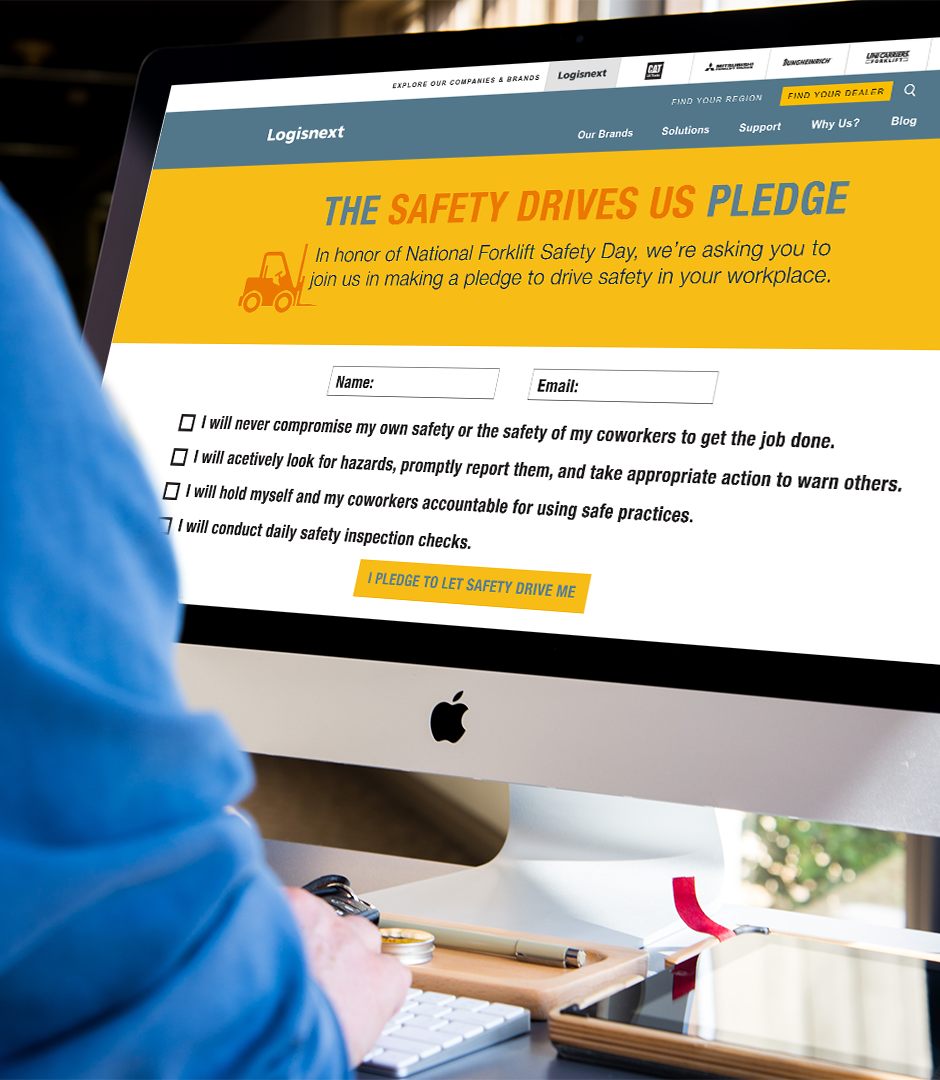 EXPLORE OUR COMPANIES & BRANDS Logisnext CAT MITSUBISHI JUNGHEINRICH UNICARRIERS FORKLIFT
FIND YOUR REGION FIND YOUR DEALER
Logisnext Our Brands Solutions Support Why Us? Blog
THE SAFETY DRIVES US PLEDGE
In honor of National Forklift Safety Day, we're asking you to
join us in making a pledge to drive safety in your workplace.
Name: Email:
I will never compromise my own safety or the safety of my coworkers to get the job done.
I will acetively look for hazards, promptly report them, and take appropriate action to warn others.
I will hold myself and my coworkers accountable for using safe practices.
I will conduct daily safety inspection checks.
I PLEDGE TO LET SAFETY DRIVE ME